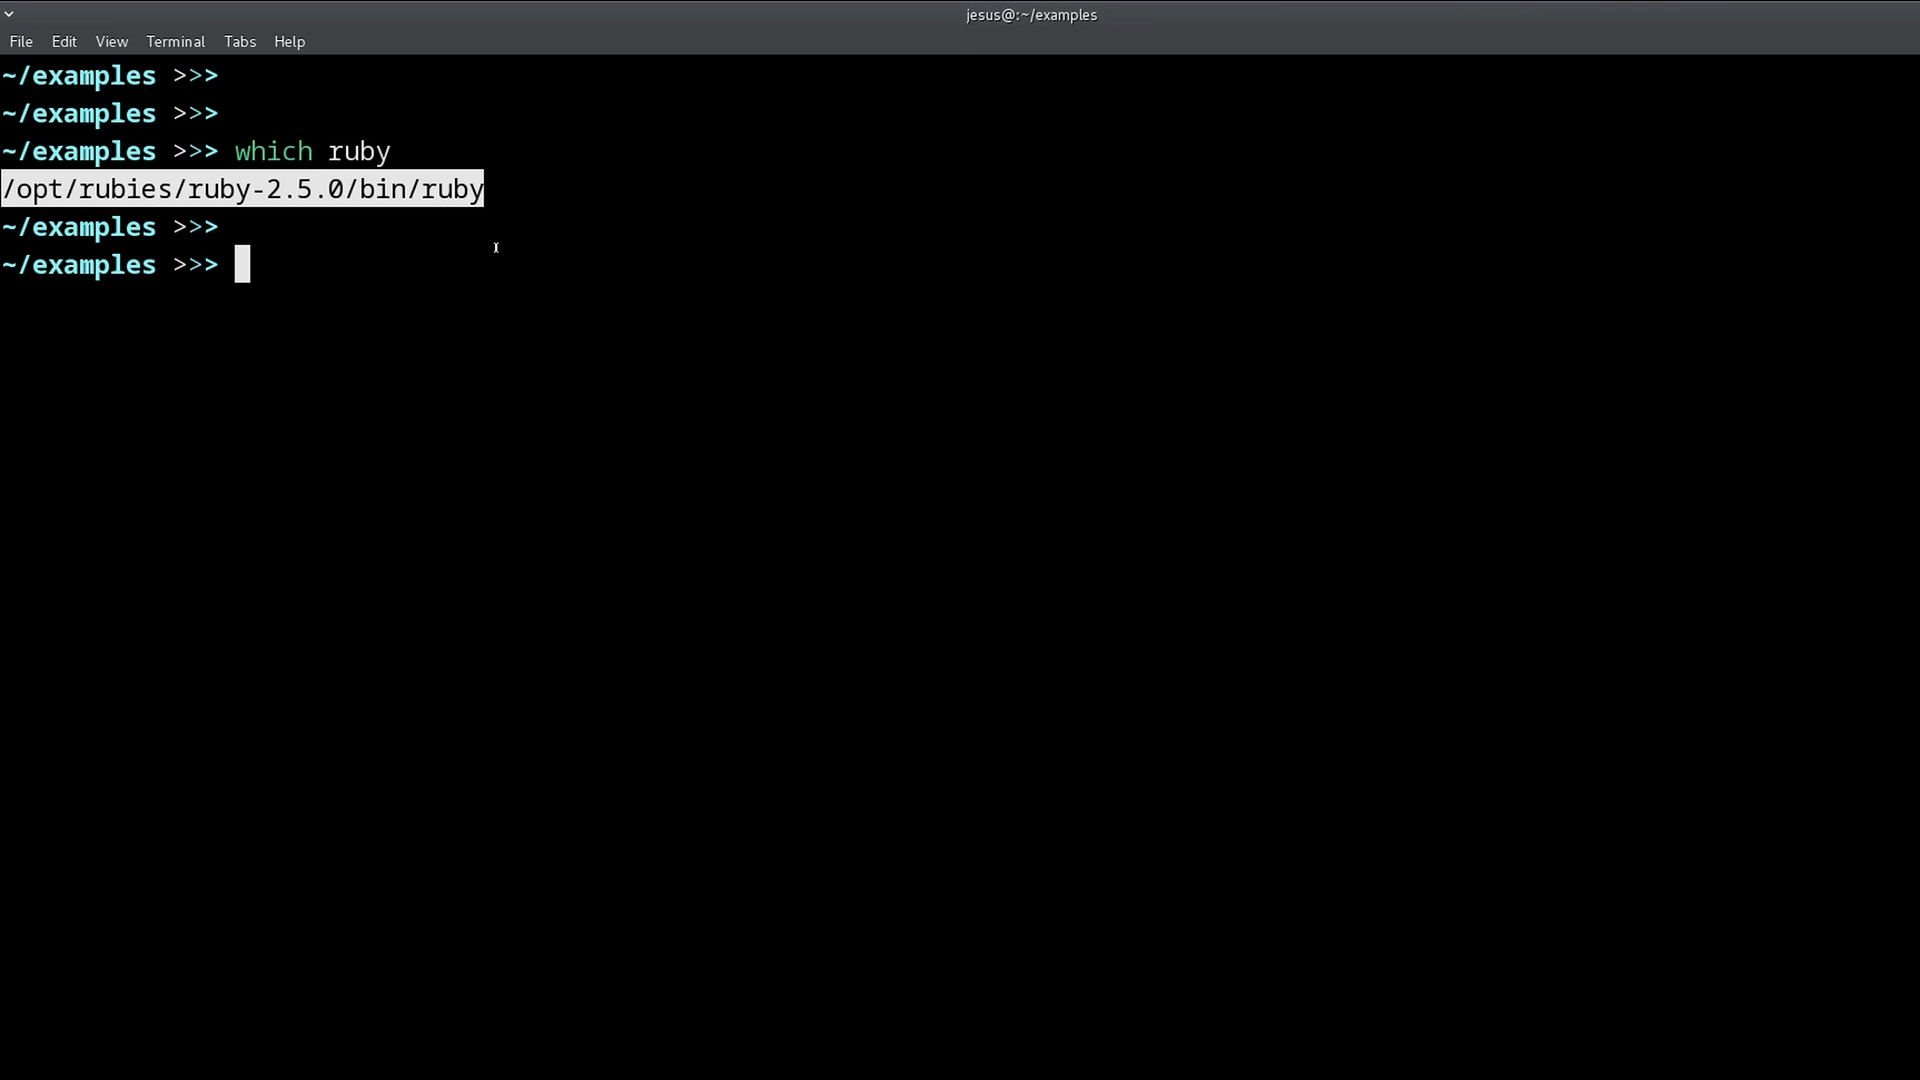 jesus@:~/examples
File Edit View Terminal Tabs Help
~/examples >>>
~/examples >>>
~/examples >>> which ruby
/opt/rubies/ruby-2.5.0/bin/ruby
~/examples >>>
~/examples >>>